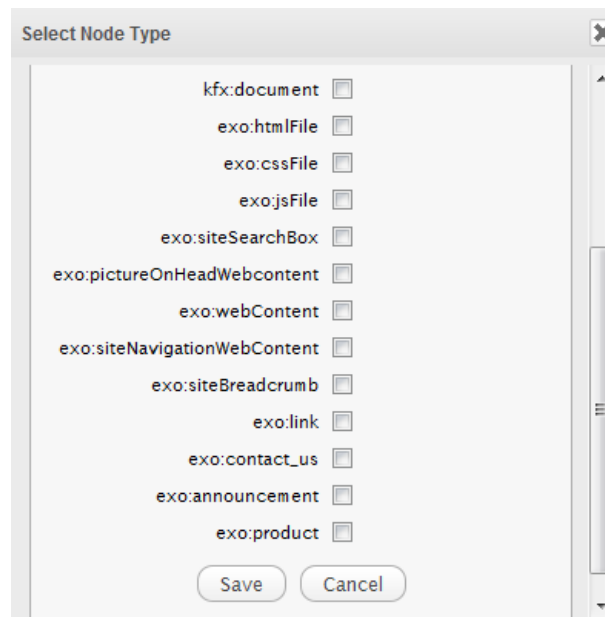 Select Node Type
kfx:document
exo:htmlFile
exo:cssFile
exo:jsFile
exo:siteSearchBox
exo:pictureOnHeadWebcontent
exo:webContent
exo:siteNavigationWebContent
exo:siteBreadcrumb
exo:link
exo:contact_us
exo:announcement
exo:product
Save Cancel